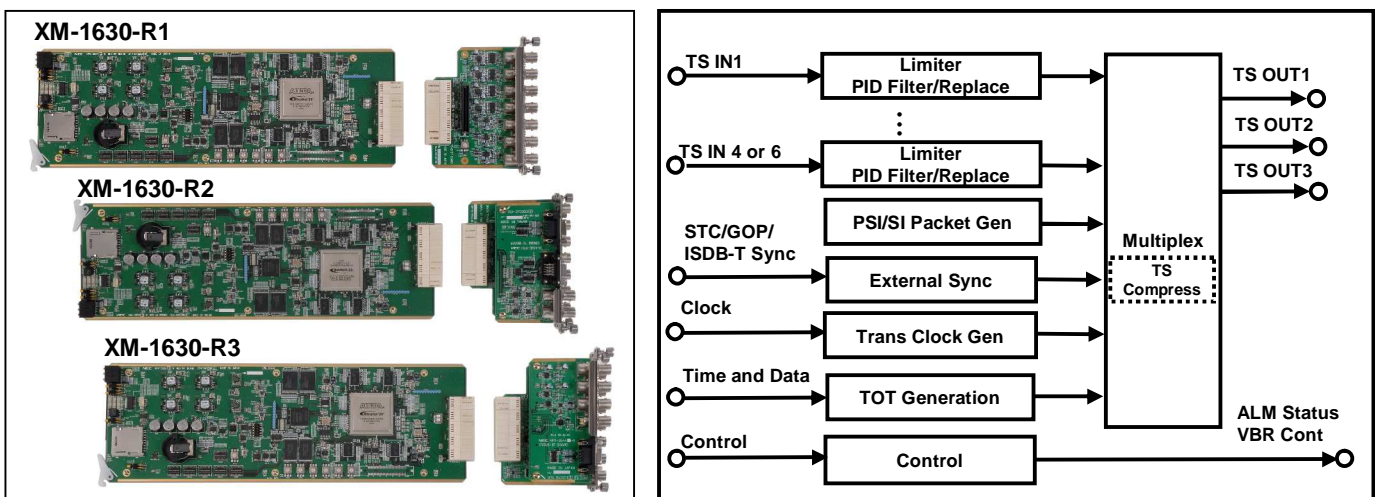 XM-1630-R1
XM-1630-R2
XM-1630-R3
TS IN1
Limiter
PID Filter/Replace
TS IN 4 or 6
Limiter
PID Filter/Replace
PSI/SI Packet Gen
STC/GOP/
ISDB-T Sync
External Sync
Clock
Trans Clock Gen
Time and Data
TOT Generation
Control
Control
Multiplex
TS
Compress
TS OUT1
TS OUT2
TS OUT3
ALM Status
VBR Cont